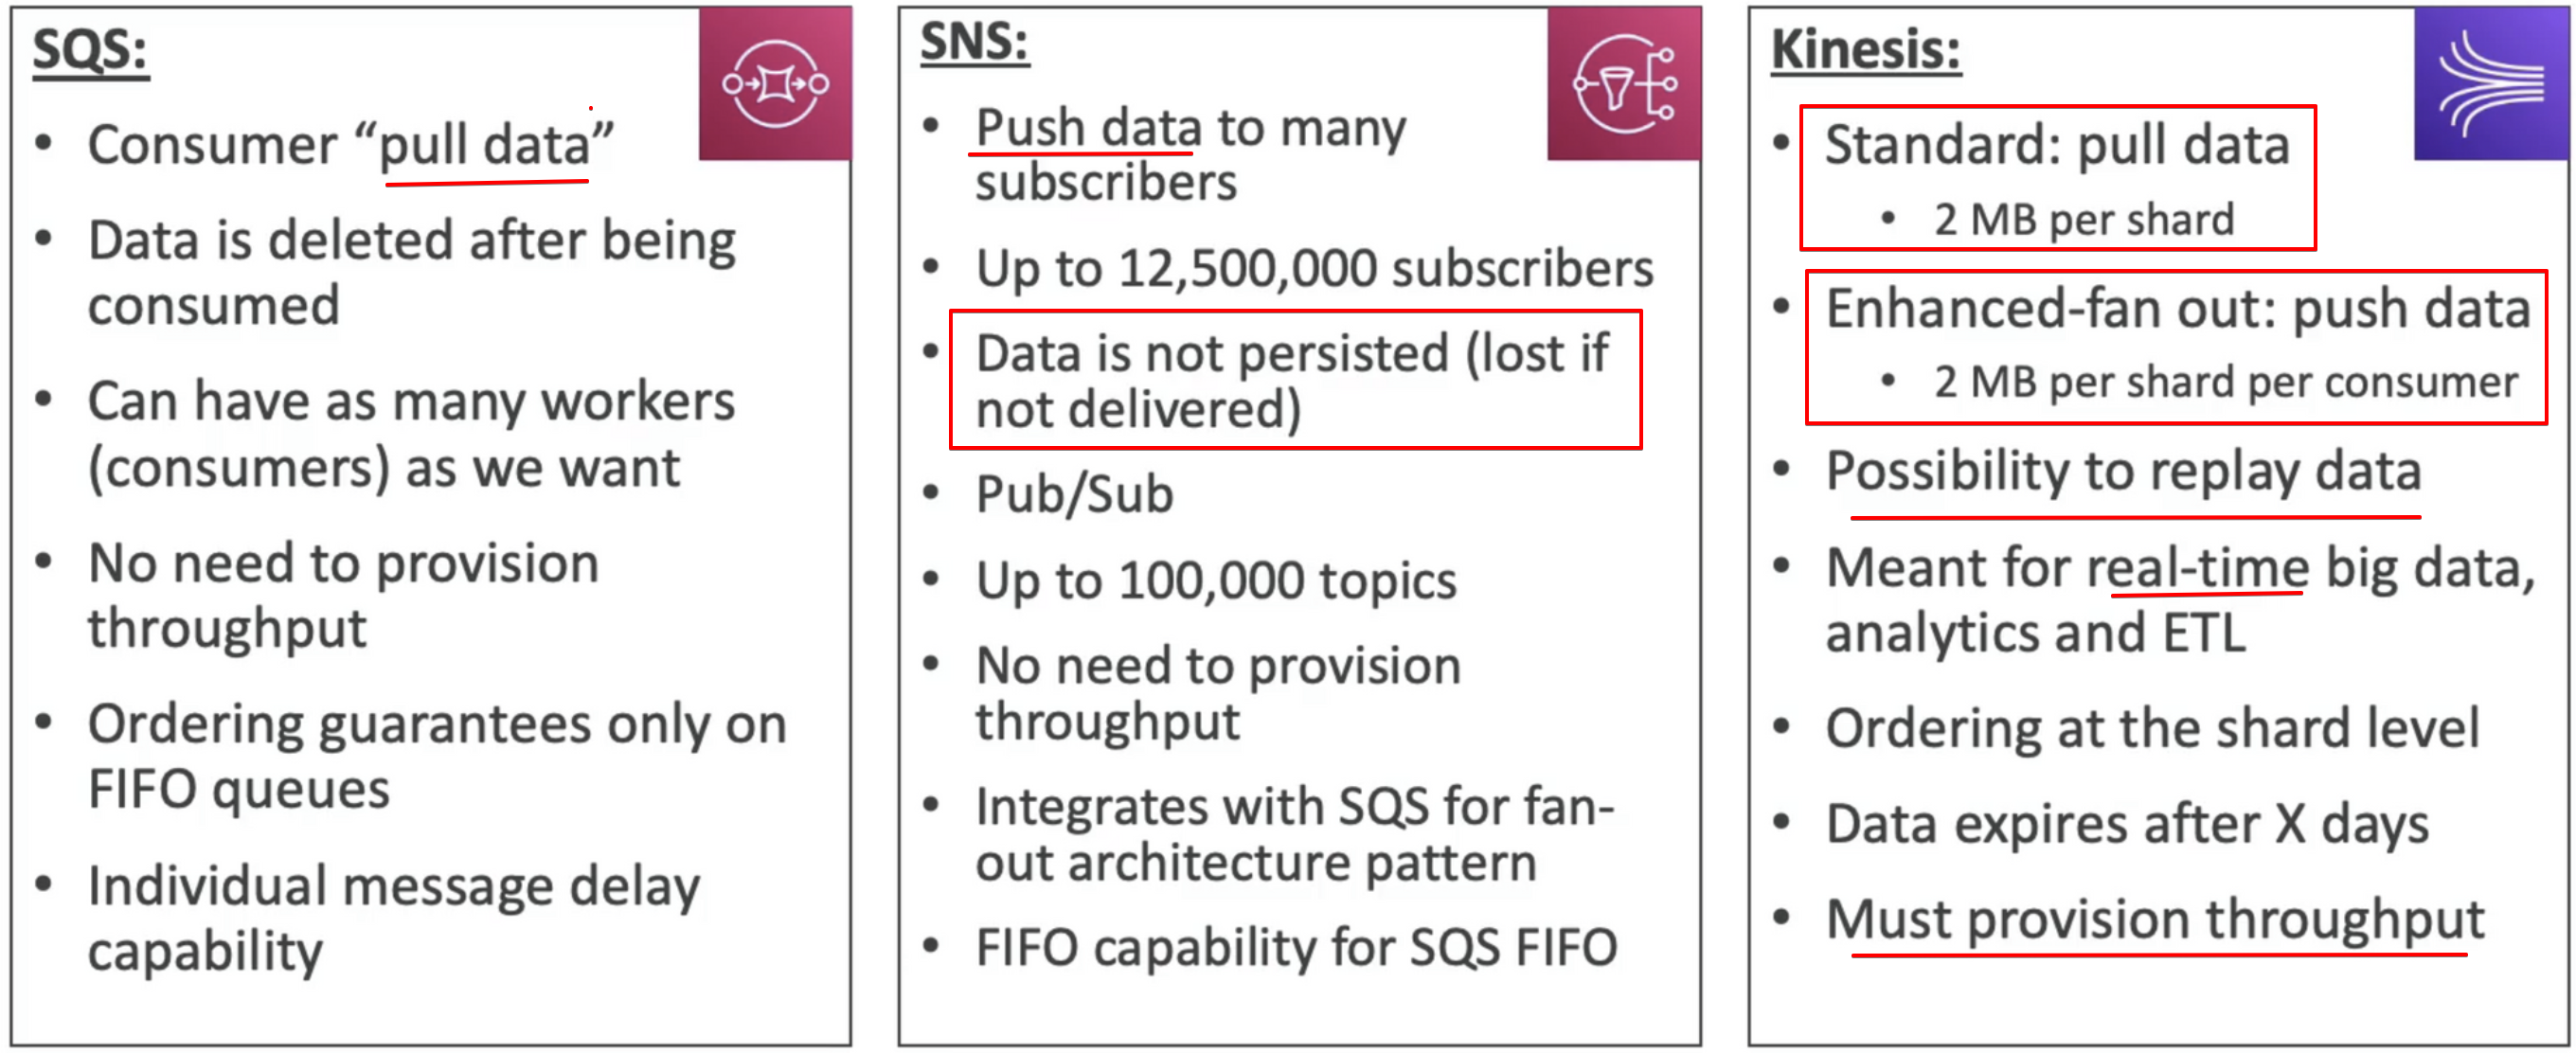 SQS:
• Consumer “pull data”
• Data is deleted after being
consumed
• Can have as many workers
(consumers) as we want
• No need to provision
throughput
• Ordering guarantees only on
FIFO queues
• Individual message delay
capability
SNS:
• Push data to many
subscribers
• Up to 12,500,000 subscribers
• Data is not persisted (lost if
not delivered)
• Pub/Sub
• Up to 100,000 topics
• No need to provision
throughput
• Integrates with SQS for fan-
out architecture pattern
• FIFO capability for SQS FIFO
Kinesis:
• Standard: pull data
• 2 MB per shard
• Enhanced-fan out: push data
• 2 MB per shard per consumer
• Possibility to replay data
• Meant for real-time big data,
analytics and ETL
• Ordering at the shard level
• Data expires after X days
• Must provision throughput